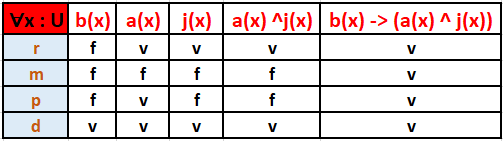 ∀x : U b(x) a(x) j(x) a(x) ^j(x) b(x) -> (a(x) ^ j(x))
r f v v v v
m f f f f v
p f v f f v
d v v v v v